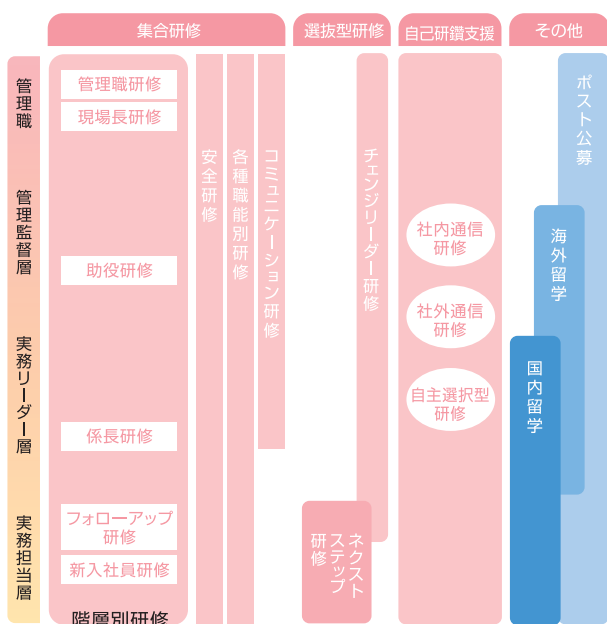 集合研修
選抜型研修
自己研鑽支援
その他
管理職
管理監督層
実務リーダー層
実務担当層
管理職研修
現場長研修
助役研修
係長研修
フォローアップ
研修
新入社員研修
階層別研修
安全研修
各種職能別研修
コミュニケーション研修
チェンジリーダー研修
ネクスト
ステップ
研修
社内通信
研修
社外通信
研修
自主選択型
研修
ポスト公募
海外留学
国内留学